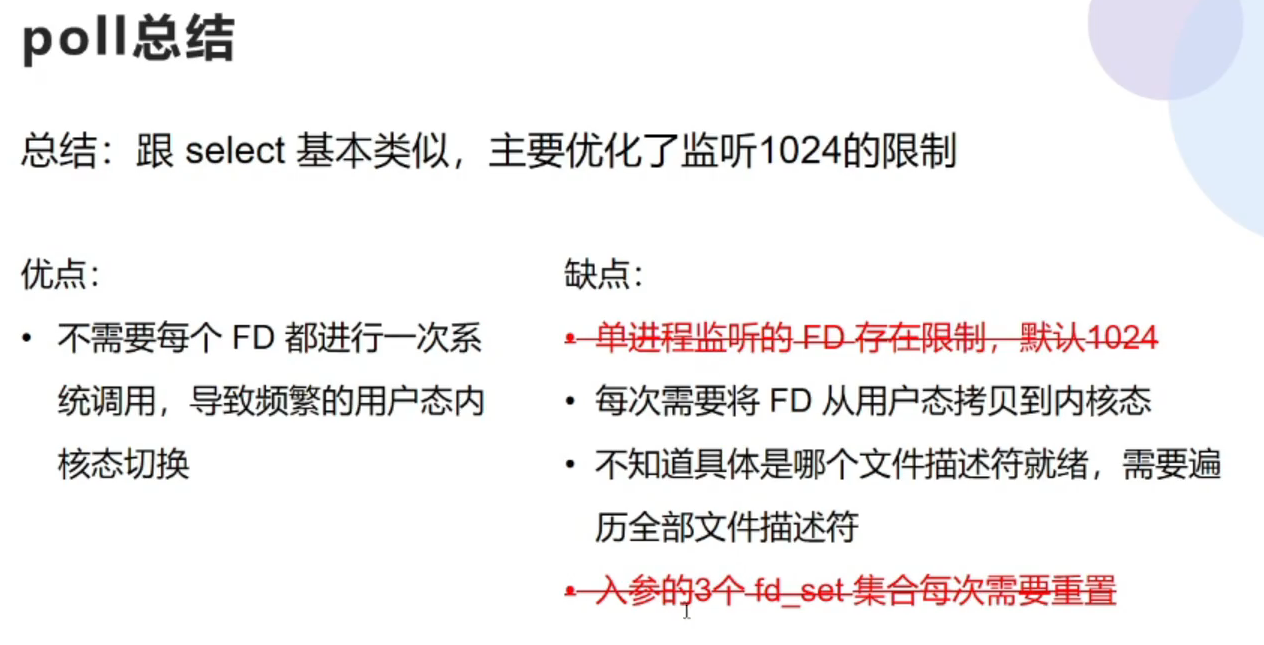 poll总结
总结：跟 select 基本类似，主要优化了监听1024的限制
优点：
• 不需要每个 FD 都进行一次系
统调用，导致频繁的用户态内
核态切换
缺点：
• 单进程监听的 FD 存在限制，默认1024
• 每次需要将 FD 从用户态拷贝到内核态
• 不知道具体是哪个文件描述符就绪，需要遍
历全部文件描述符
• 入参的3个 fd_set 集合每次需要重置